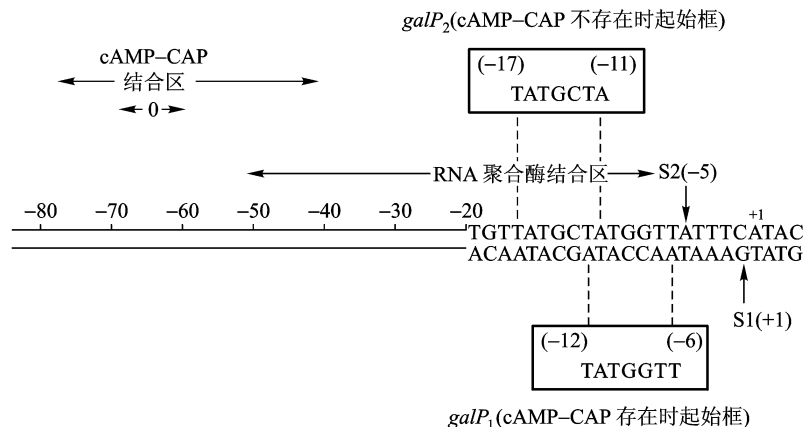 galP₂(cAMP–CAP 不存在时起始框)
cAMP–CAP
结合区
0
(−17) (−11)
TATGCTA
RNA 聚合酶结合区 S2(−5)
−80 −70 −60 −50 −40 −30 −20 +1
TGTTATGCTATGGTTATTTCATAC
ACAATACGATACCAATAAAGTATG
S1(+1)
(−12) (−6)
TATGGTT
galP₁(cAMP–CAP 存在时起始框)